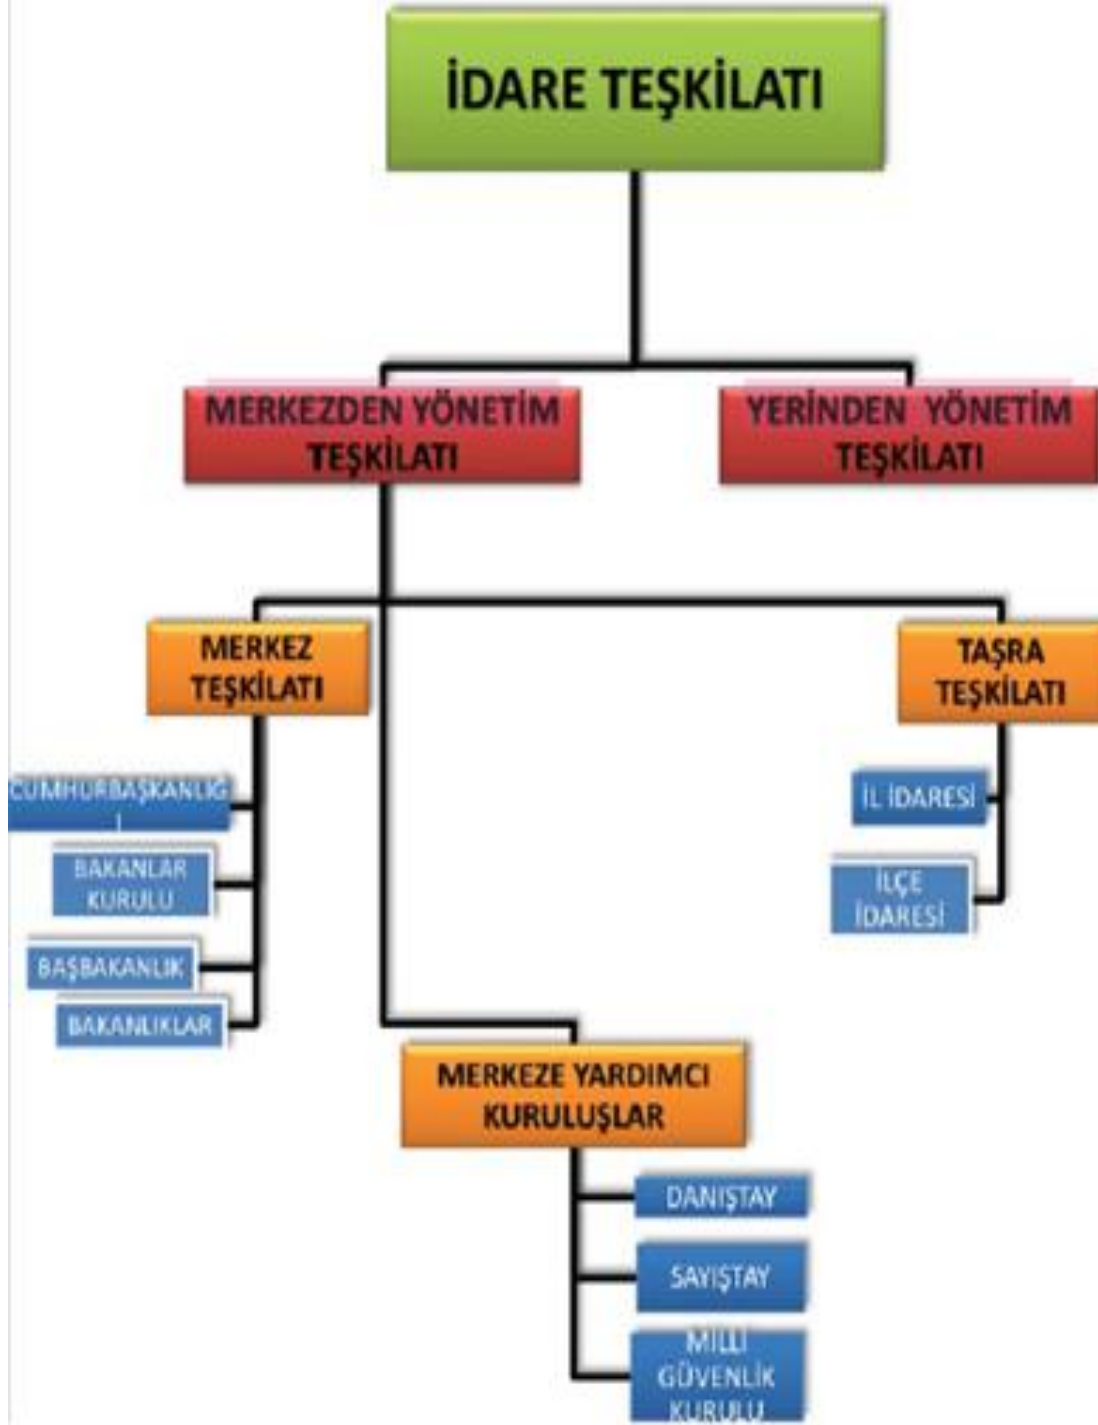 İDARE TEŞKİLATI
MERKEZDEN YÖNETİM
TEŞKİLATI
YERİNDEN YÖNETİM
TEŞKİLATI
MERKEZ
TEŞKİLATI
CUMHURBAŞKANLIĞ
I
BAKANLAR
KURULU
BAŞBAKANLIK
BAKANLIKLAR
TAŞRA
TEŞKİLATI
İL İDARESİ
İLÇE
İDARESİ
MERKEZE YARDIMCI
KURULUŞLAR
DANIŞTAY
SAYIŞTAY
MİLLİ
GÜVENLİK
KURULU